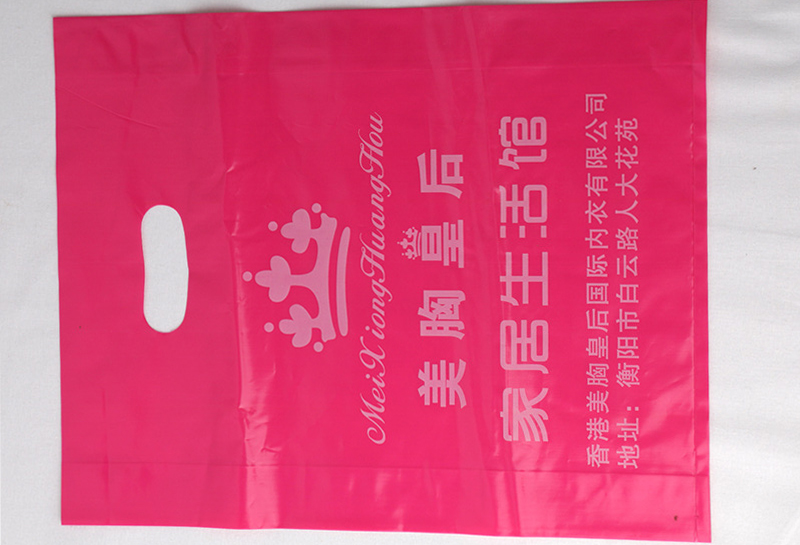 MeiXiongHuangHou
美胸皇后
家居生活馆
香港美胸皇后国际内衣有限公司
地址：衡阳市白云路人大花苑